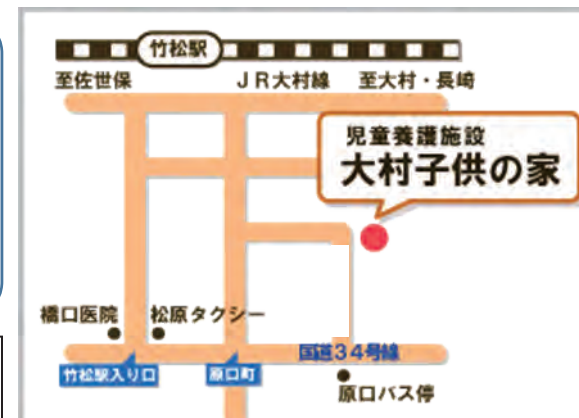 竹松駅
至佐世保
JR大村線
至大村・長崎
児童養護施設
大村子供の家
橋口医院
松原タクシー
国道34号線
竹松駅入り口
原口町
原口バス停